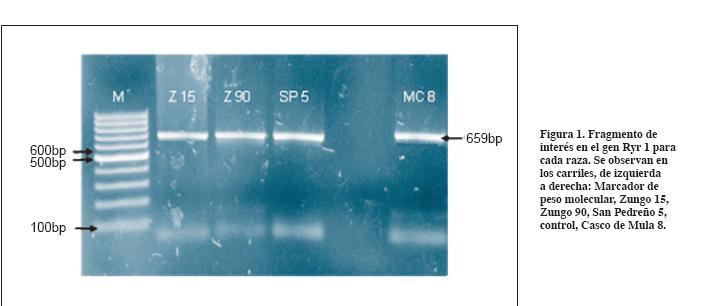 M Z 15 Z 90 SP 5 MC 8
600bp
500bp
659bp
100bp
Figura 1. Fragmento de
interés en el gen Ryr 1 para
cada raza. Se observan en
los carriles, de izquierda
a derecha: Marcador de
peso molecular, Zungo 15,
Zungo 90, San Pedreño 5,
control, Casco de Mula 8.